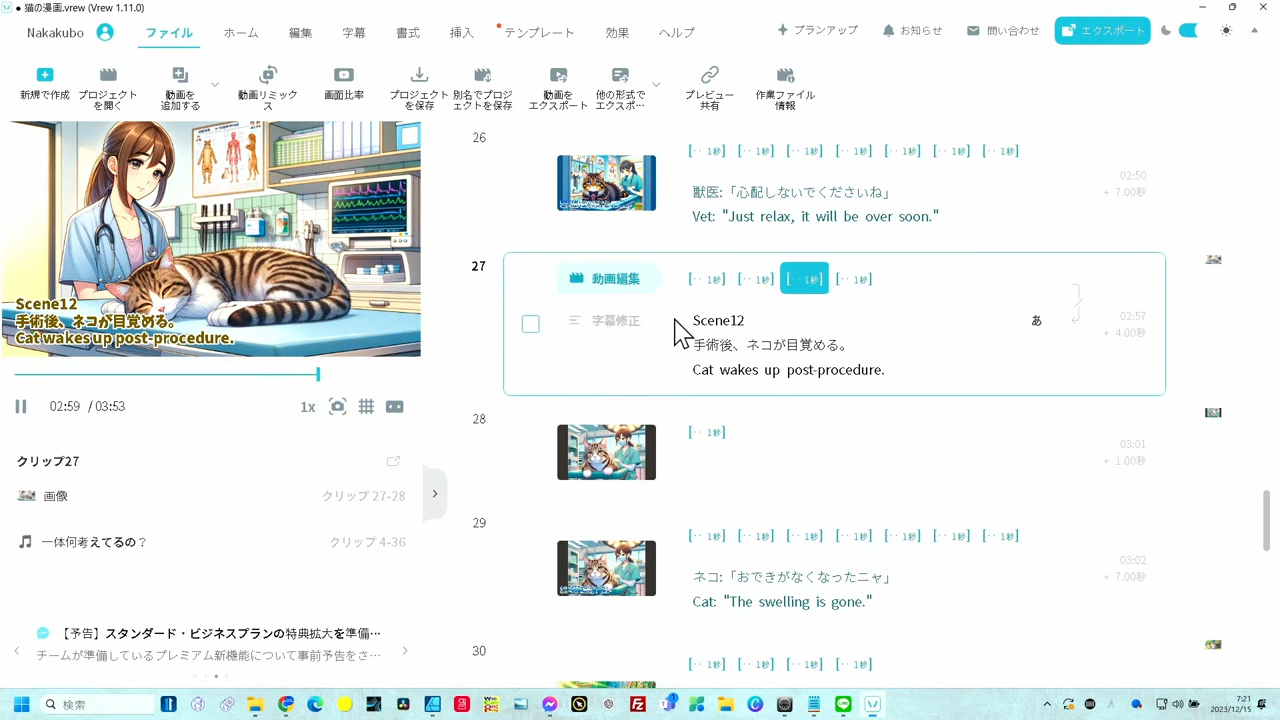 猫の漫画.vrew (Vrew 1.11.0)
Nakakubo ファイル ホーム 編集 字幕 書式 挿入 テンプレート 効果 ヘルプ プランアップ お知らせ 問い合わせ エクスポート
新規で作成
プロジェクト
を開く
動画を
追加する
動画リミック
ス
画面比率
プロジェクト
を保存
別名でプロジ
ェクトを保存
動画を
エクスポート
他の形式で
エクスポ…
プレビュー
共有
作業ファイル
情報
Scene12
手術後、ネコが目覚める。
Cat wakes up post-procedure.
02:59 / 03:53 1x
クリップ27
画像 クリップ 27-28
一体何考えてるの？ クリップ 4-36
【予告】スタンダード・ビジネスプランの特典拡大を準備…
チームが準備しているプレミアム新機能について事前予告をさ…
26
[·· 1秒] [·· 1秒] [·· 1秒] [·· 1秒] [·· 1秒] [·· 1秒] [·· 1秒]
獣医:「心配しないでくださいね」
Vet: "Just relax, it will be over soon."
02:50
+ 7.00秒
27
動画編集 [·· 1秒] [·· 1秒] [·· 1秒] [·· 1秒]
字幕修正
Scene12 あ
手術後、ネコが目覚める。
Cat wakes up post-procedure.
02:57
+ 4.00秒
28
[·· 1秒]
03:01
+ 1.00秒
29
[·· 1秒] [·· 1秒] [·· 1秒] [·· 1秒] [·· 1秒] [·· 1秒] [·· 1秒]
ネコ:「おできがなくなったニャ」
Cat: "The swelling is gone."
03:02
+ 7.00秒
30
[·· 1秒] [·· 1秒] [·· 1秒] [·· 1秒]
検索
7:21
2023/12/15